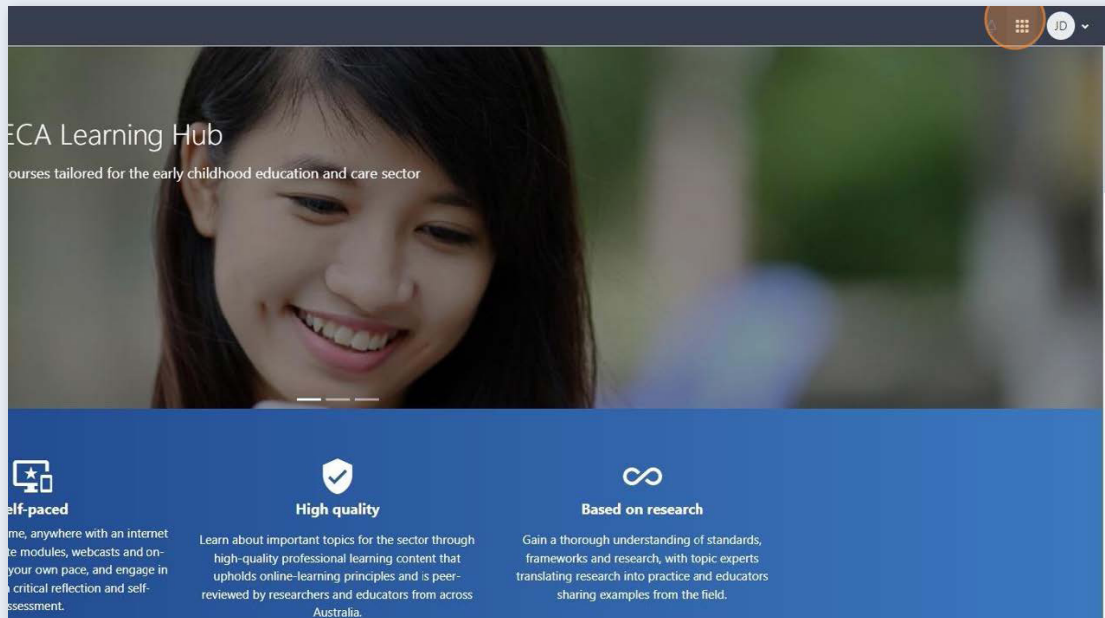 JD
ECA Learning Hub
ourses tailored for the early childhood education and care sector
elf-paced
me, anywhere with an internet
te modules, webcasts and on-
your own pace, and engage in
critical reflection and self-
ssessment.
High quality
Learn about important topics for the sector through
high-quality professional learning content that
upholds online-learning principles and is peer-
reviewed by researchers and educators from across
Australia.
Based on research
Gain a thorough understanding of standards,
frameworks and research, with topic experts
translating research into practice and educators
sharing examples from the field.